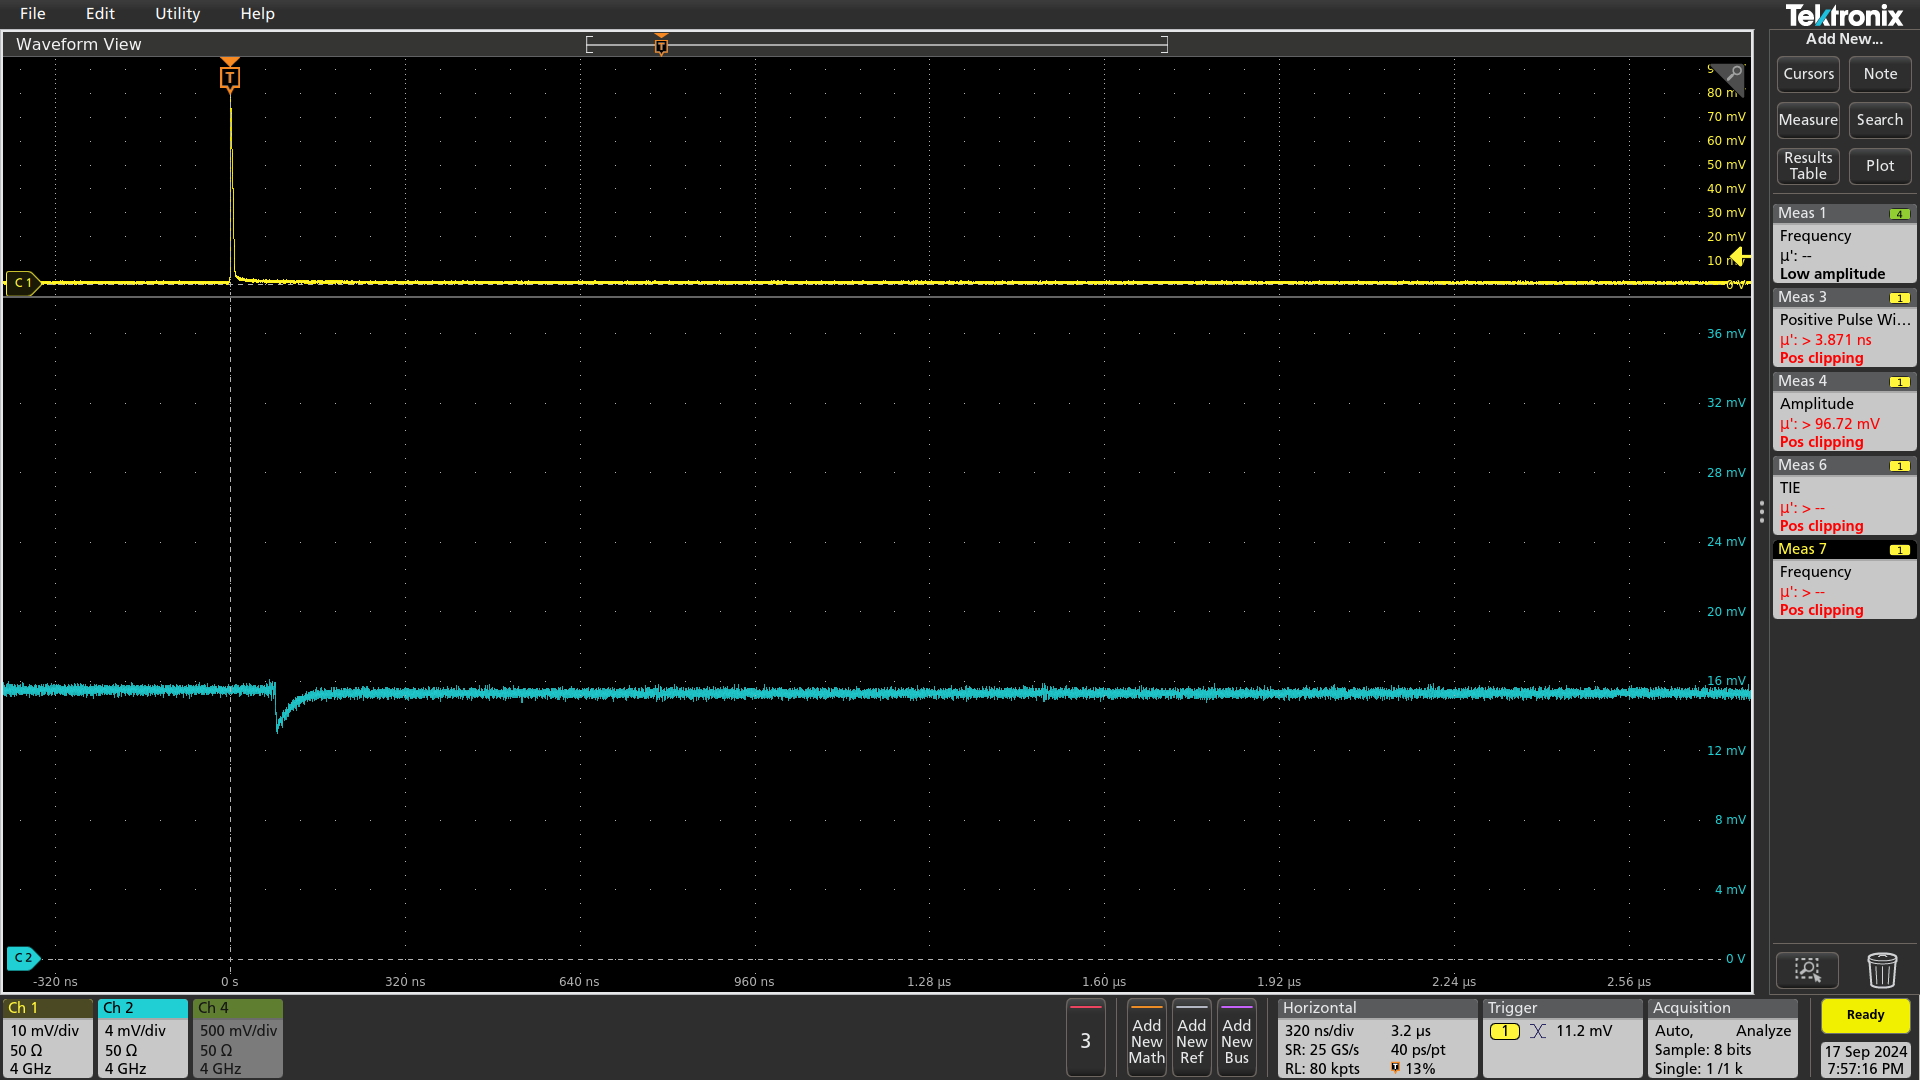 File Edit Utility Help
Tektronix
Waveform View
Add New...
T
T
Cursors Note
Measure Search
Results Table Plot
80 m
70 mV
60 mV
50 mV
40 mV
30 mV
20 mV
10 m
0 V
C 1
36 mV
32 mV
28 mV
24 mV
20 mV
16 mV
12 mV
8 mV
4 mV
0 V
C 2
-320 ns 0 s 320 ns 640 ns 960 ns 1.28 µs 1.60 µs 1.92 µs 2.24 µs 2.56 µs
Meas 1 4
Frequency
µ': --
Low amplitude
Meas 3 1
Positive Pulse Wi...
µ': > 3.871 ns
Pos clipping
Meas 4 1
Amplitude
µ': > 96.72 mV
Pos clipping
Meas 6 1
TIE
µ': > --
Pos clipping
Meas 7 1
Frequency
µ': > --
Pos clipping
Ch 1
10 mV/div
50 Ω
4 GHz
Ch 2
4 mV/div
50 Ω
4 GHz
Ch 4
500 mV/div
50 Ω
4 GHz
3
Add New Math
Add New Ref
Add New Bus
Horizontal
320 ns/div 3.2 µs
SR: 25 GS/s 40 ps/pt
RL: 80 kpts T 13%
Trigger
1 11.2 mV
Acquisition
Auto, Analyze
Sample: 8 bits
Single: 1 /1 k
Ready
17 Sep 2024
7:57:16 PM